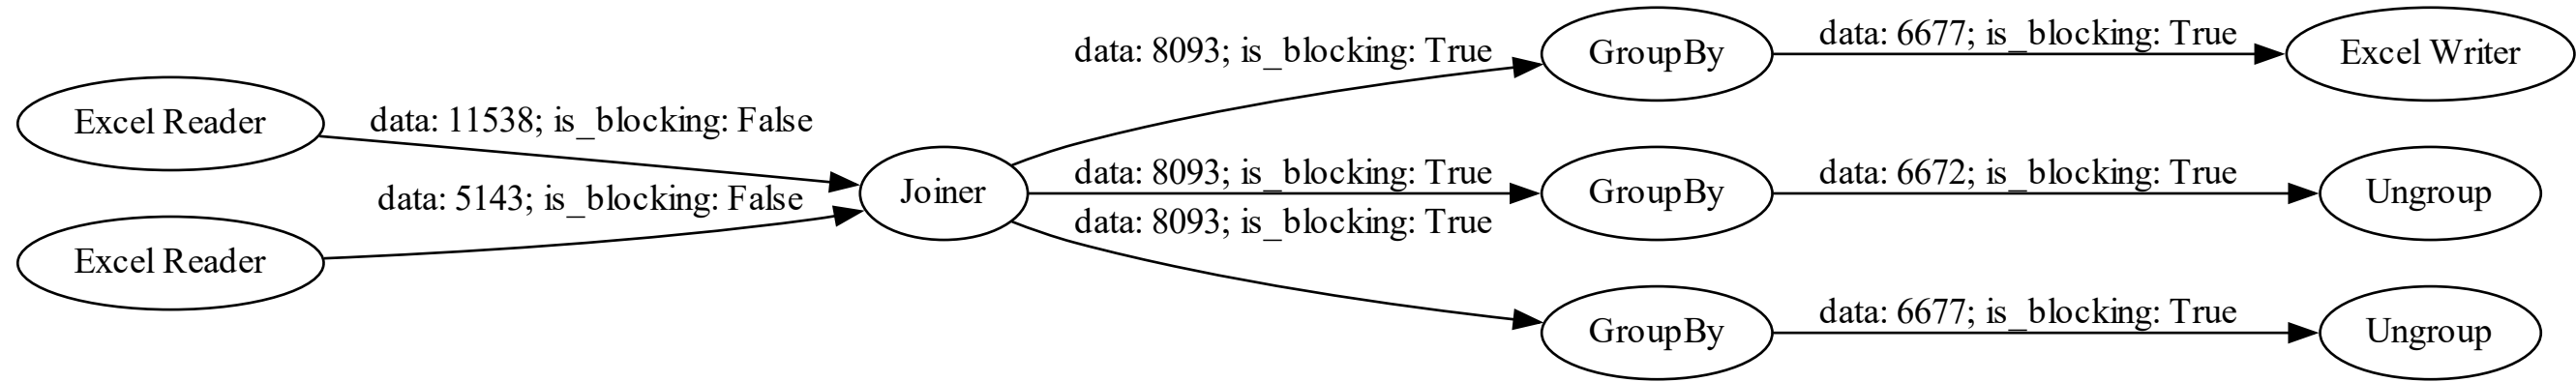 Excel Reader
data: 11538; is_blocking: False
Excel Reader
data: 5143; is_blocking: False
Joiner
data: 8093; is_blocking: True
GroupBy
data: 6677; is_blocking: True
Excel Writer
data: 8093; is_blocking: True
GroupBy
data: 6672; is_blocking: True
Ungroup
data: 8093; is_blocking: True
GroupBy
data: 6677; is_blocking: True
Ungroup